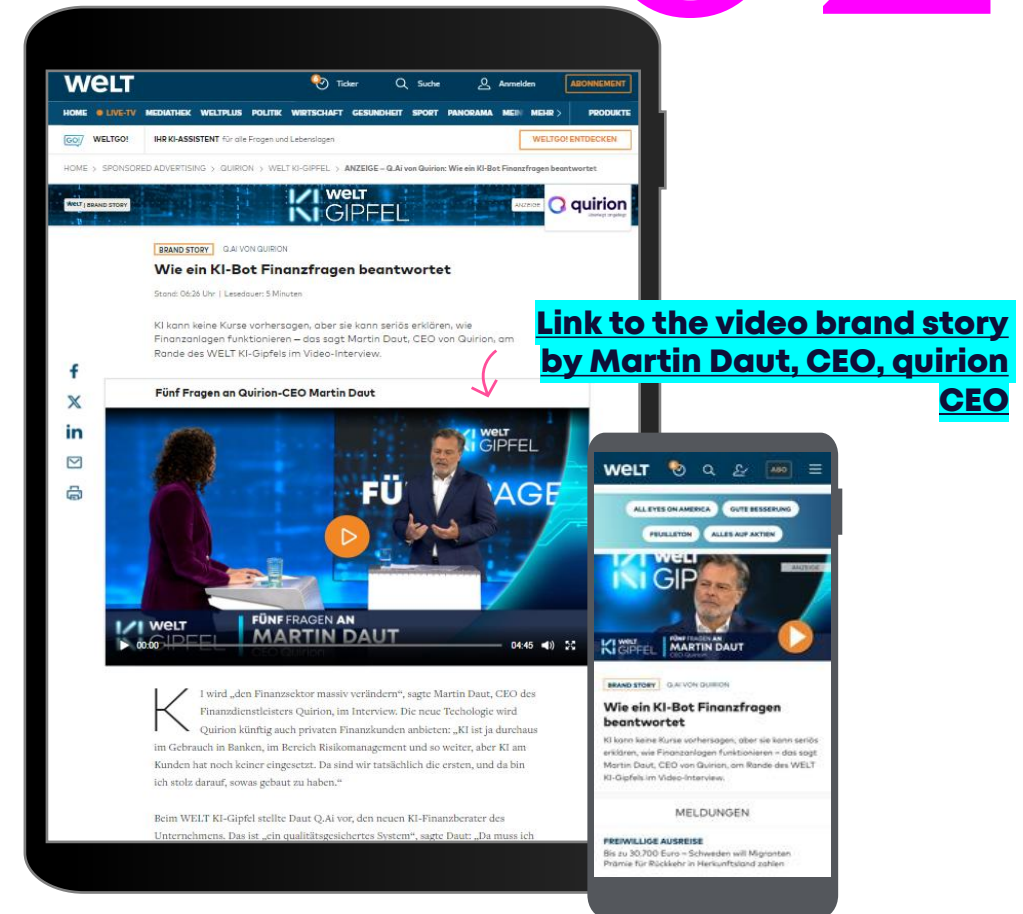 WELT
6
Ticker
Suche
Anmelden
ABONNEMENT
HOME
LIVE-TV
MEDIATHEK
WELTPLUS
POLITIK
WIRTSCHAFT
GESUNDHEIT
SPORT
PANORAMA
MEHR >
PRODUKTE
GO!
WELTGO!
IHR KI-ASSISTENT für alle Fragen und Lebenslagen
WELTGO! ENTDECKEN
HOME > SPONSORED ADVERTISING > QUIRION > WELT KI-GIPFEL > ANZEIGE – Q.Ai von Quirion: Wie ein KI-Bot Finanzfragen beantwortet
WELT | BRAND STORY
KI WELT
GIPFEL
ANZEIGE
quirion
BRAND STORY Q.AI VON QUIRION
Wie ein KI-Bot Finanzfragen beantwortet
Stand: 06:26 Uhr | Lesedauer: 5 Minuten
KI kann keine Kurse vorhersagen, aber sie kann seriös erklären, wie
Finanzanlagen funktionieren – das sagt Martin Daut, CEO von Quirion, am
Rande des WELT KI-Gipfels im Video-Interview.
Link to the video brand story
by Martin Daut, CEO, quirion
CEO
Fünf Fragen an Quirion-CEO Martin Daut
KI WELT
GIPFEL
FÜ
AGE
KI WELT
GIPFEL
FÜNF FRAGEN AN
MARTIN DAUT
CEO Quirion
00:00
04:45
KI wird „den Finanzsektor massiv verändern“, sagte Martin Daut, CEO des
Finanzdienstleisters Quirion, im Interview. Die neue Techologie wird
Quirion künftig auch privaten Finanzkunden anbieten: „KI ist ja durchaus
im Gebrauch in Banken, im Bereich Risikomanagement und so weiter, aber KI am
Kunden hat noch keiner eingesetzt. Da sind wir tatsächlich die ersten, und da bin
ich stolz darauf, sowas gebaut zu haben.“
Beim WELT KI-Gipfel stellte Daut Q.Ai vor, den neuen KI-Finanzberater des
Unternehmens. Das ist „ein qualitätsgesichertes System“, sagte Daut: „Da muss ich
WELT
ABO
ALL EYES ON AMERICA
GUTE BESSERUNG
FEUILLETON
ALLES AUF AKTIEN
WELT
KI GIP
ANZEIGE
KI WELT
GIPFEL
FÜNF FRAGEN AN
MARTIN DAUT
CEO Quirion
BRAND STORY Q.AI VON QUIRION
Wie ein KI-Bot Finanzfragen
beantwortet
KI kann keine Kurse vorhersagen, aber sie kann seriös
erklären, wie Finanzanlagen funktionieren – das sagt
Martin Daut, CEO von Quirion, am Rande des WELT
KI-Gipfels im Video-Interview.
MELDUNGEN
FREIWILLIGE AUSREISE
Bis zu 30.700 Euro – Schweden will Migranten
Prämie für Rückkehr in Herkunftsland zahlen